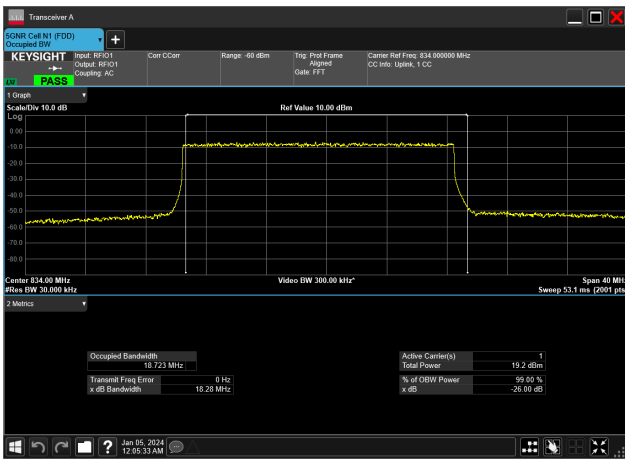 Transceiver A
5GNR Cell N1 (FDD)
Occupied BW
KEYSIGHT
LXI
PASS
Input: RFIO1
Output: RFIO1
Coupling: AC
Corr CCorr
Range: -60 dBm
Trig: Prot Frame
Aligned
Gate: FFT
Carrier Ref Freq: 834.000000 MHz
CC Info: Uplink, 1 CC
1 Graph
Scale/Div 10.0 dB
Ref Value 10.00 dBm
Log
0.00
-10.0
-20.0
-30.0
-40.0
-50.0
-60.0
-70.0
-80.0
Center 834.00 MHz
Video BW 300.00 kHz*
Span 40 MHz
#Res BW 30.000 kHz
Sweep 53.1 ms (2001 pts
2 Metrics
Occupied Bandwidth
18.723 MHz
Transmit Freq Error 0 Hz
x dB Bandwidth 18.28 MHz
Active Carrier(s) 1
Total Power 19.2 dBm
% of OBW Power 99.00 %
x dB -26.00 dB
?
Jan 05, 2024
12:05:33 AM